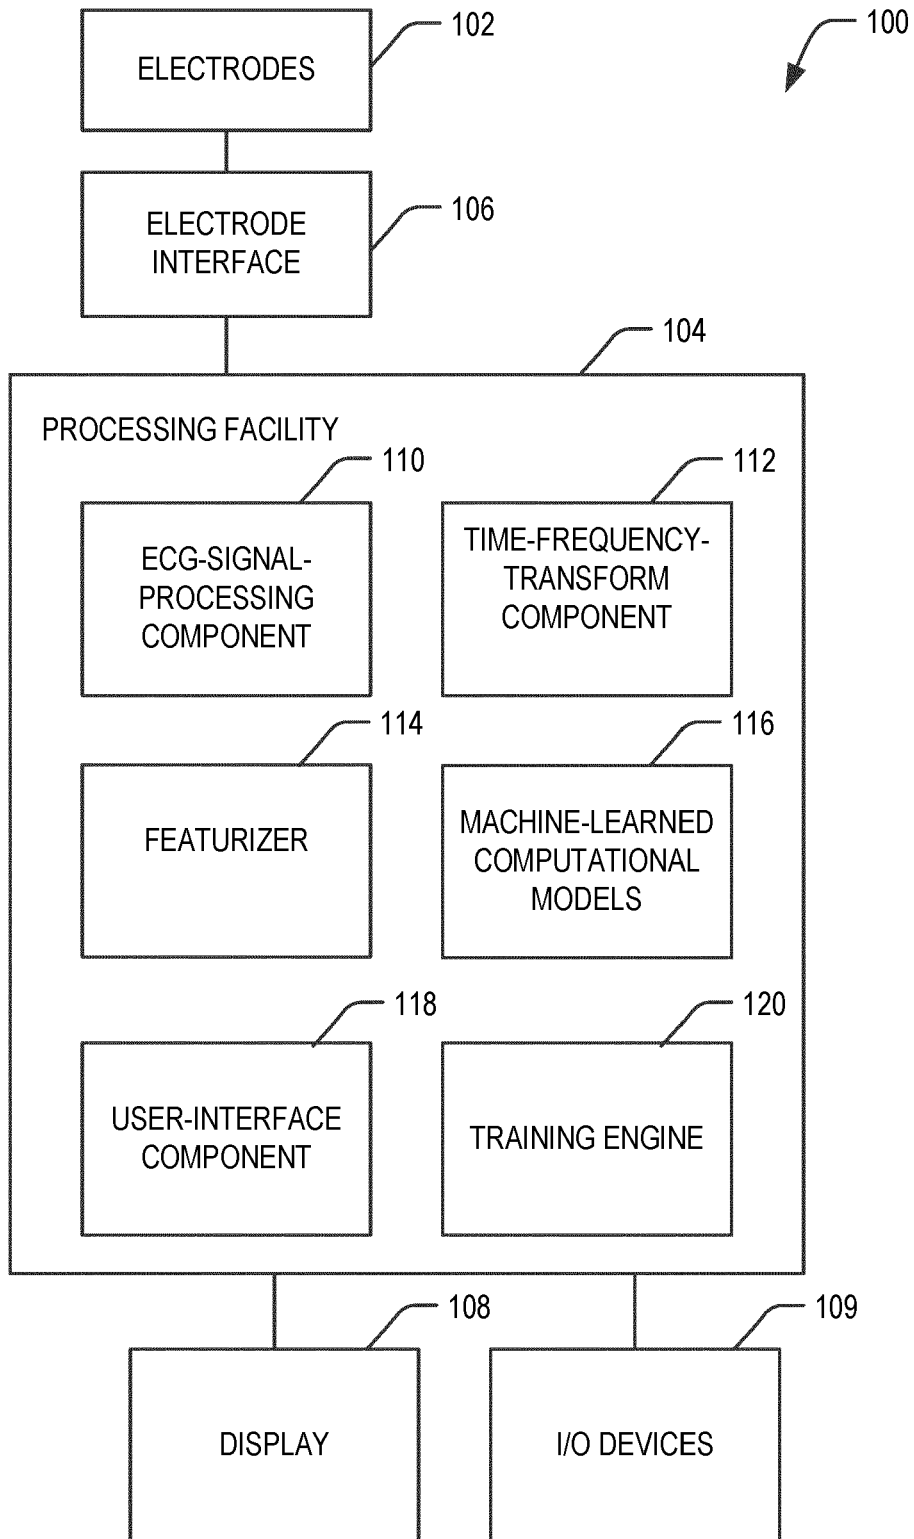 100
102
ELECTRODES
106
ELECTRODE
INTERFACE
104
PROCESSING FACILITY
110
ECG-SIGNAL-
PROCESSING
COMPONENT
112
TIME-FREQUENCY-
TRANSFORM
COMPONENT
114
FEATURIZER
116
MACHINE-LEARNED
COMPUTATIONAL
MODELS
118
USER-INTERFACE
COMPONENT
120
TRAINING ENGINE
108
DISPLAY
109
I/O DEVICES